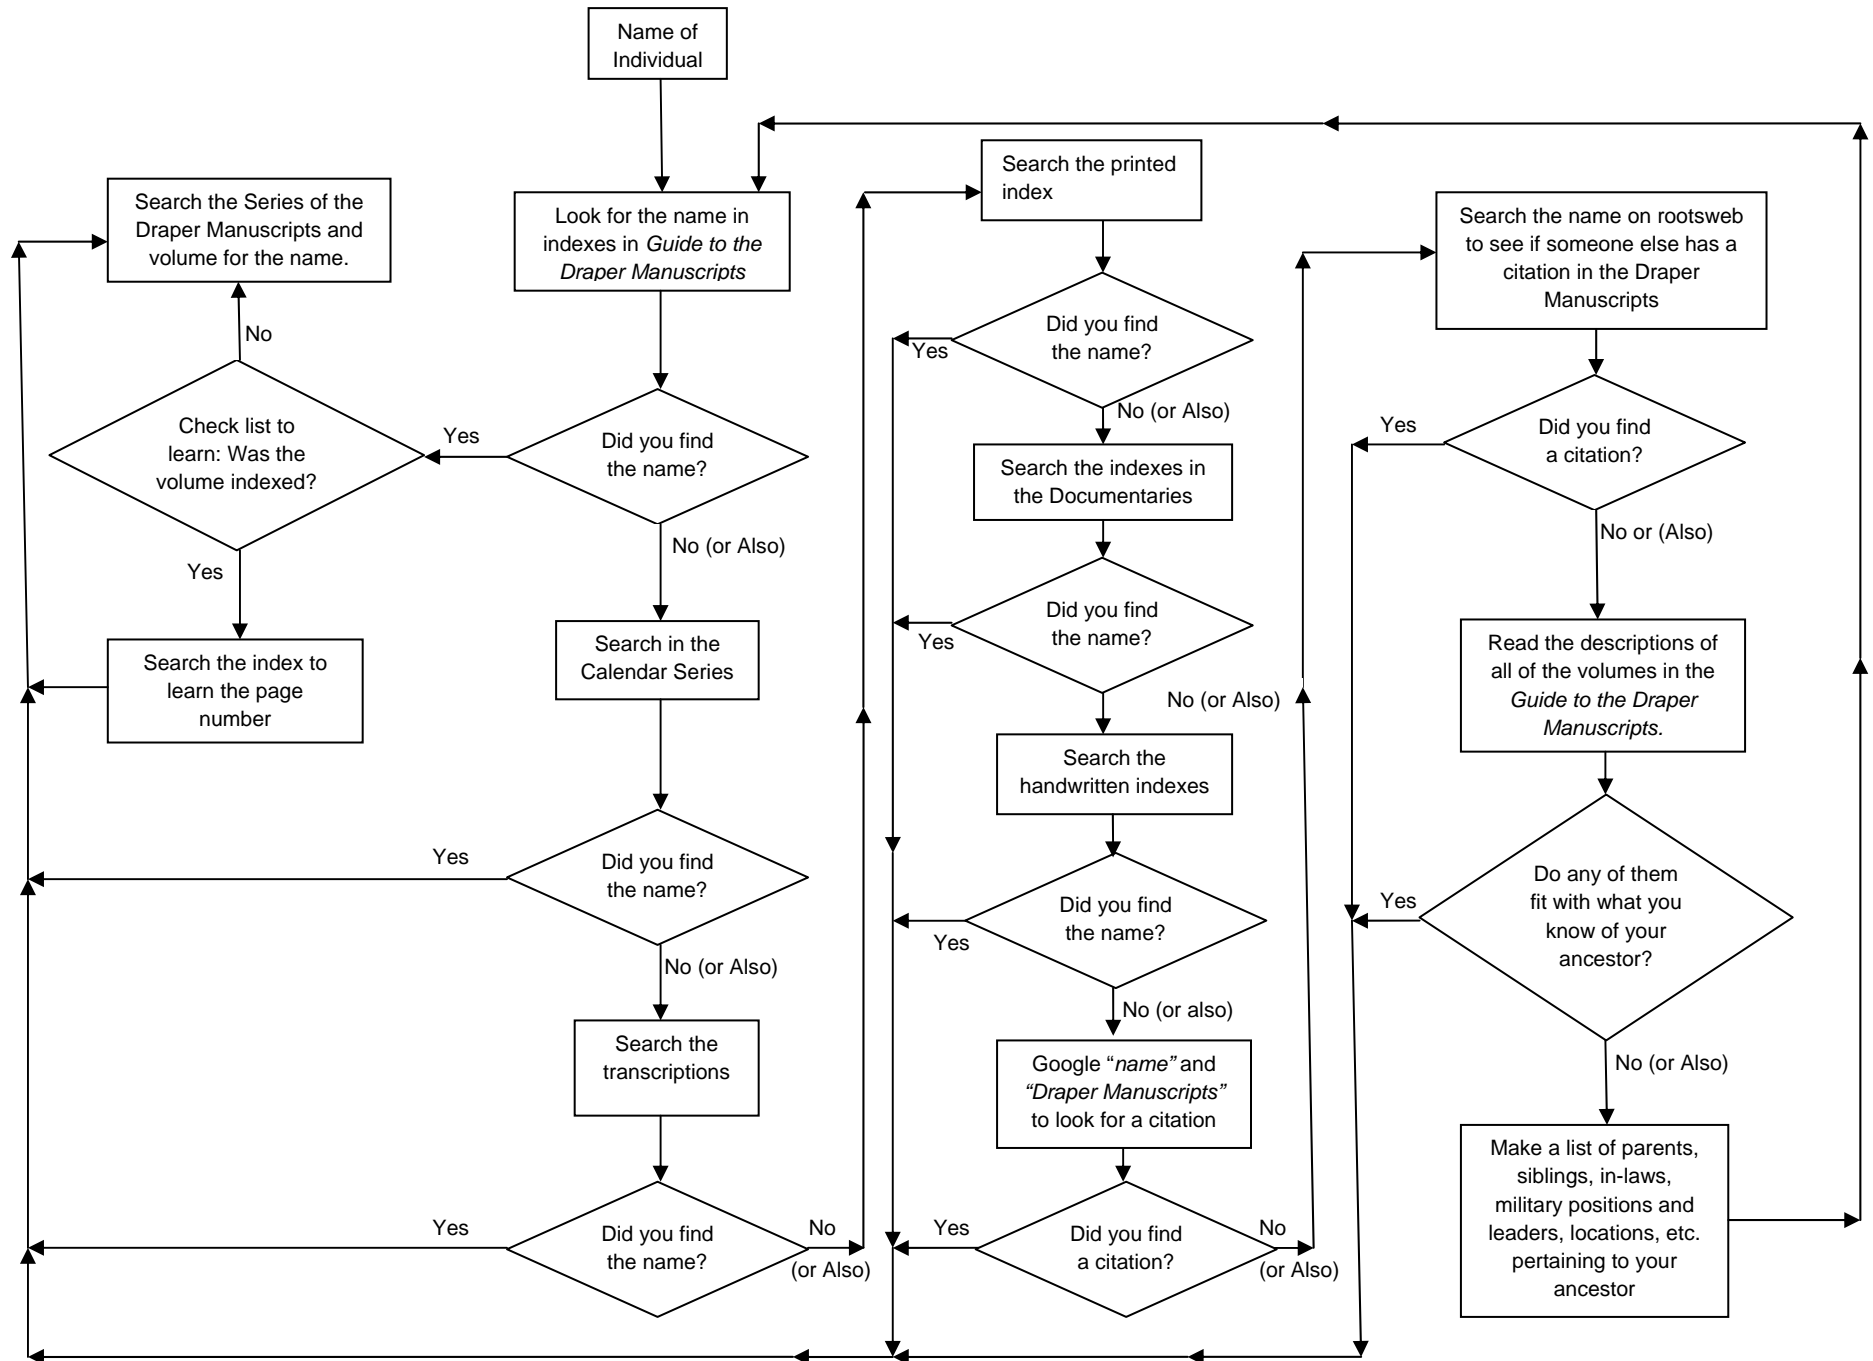 Name of
Individual
Look for the name in
indexes in Guide to the
Draper Manuscripts
Did you find
the name?
Yes
No (or Also)
Check list to
learn: Was the
volume indexed?
No
Search the Series of the
Draper Manuscripts and
volume for the name.
Yes
Search the index to
learn the page
number
Search in the
Calendar Series
Did you find
the name?
Yes
No (or Also)
Search the
transcriptions
Did you find
the name?
Yes
No
(or Also)
Search the printed
index
Did you find
the name?
Yes
No (or Also)
Search the indexes in
the Documentaries
Did you find
the name?
Yes
No (or Also)
Search the
handwritten indexes
Did you find
the name?
Yes
No (or also)
Google “name” and
“Draper Manuscripts”
to look for a citation
Did you find
a citation?
Yes
No
(or Also)
Search the name on rootsweb
to see if someone else has a
citation in the Draper
Manuscripts
Did you find
a citation?
Yes
No or (Also)
Read the descriptions of
all of the volumes in the
Guide to the Draper
Manuscripts.
Do any of them
fit with what you
know of your
ancestor?
Yes
No (or Also)
Make a list of parents,
siblings, in-laws,
military positions and
leaders, locations, etc.
pertaining to your
ancestor